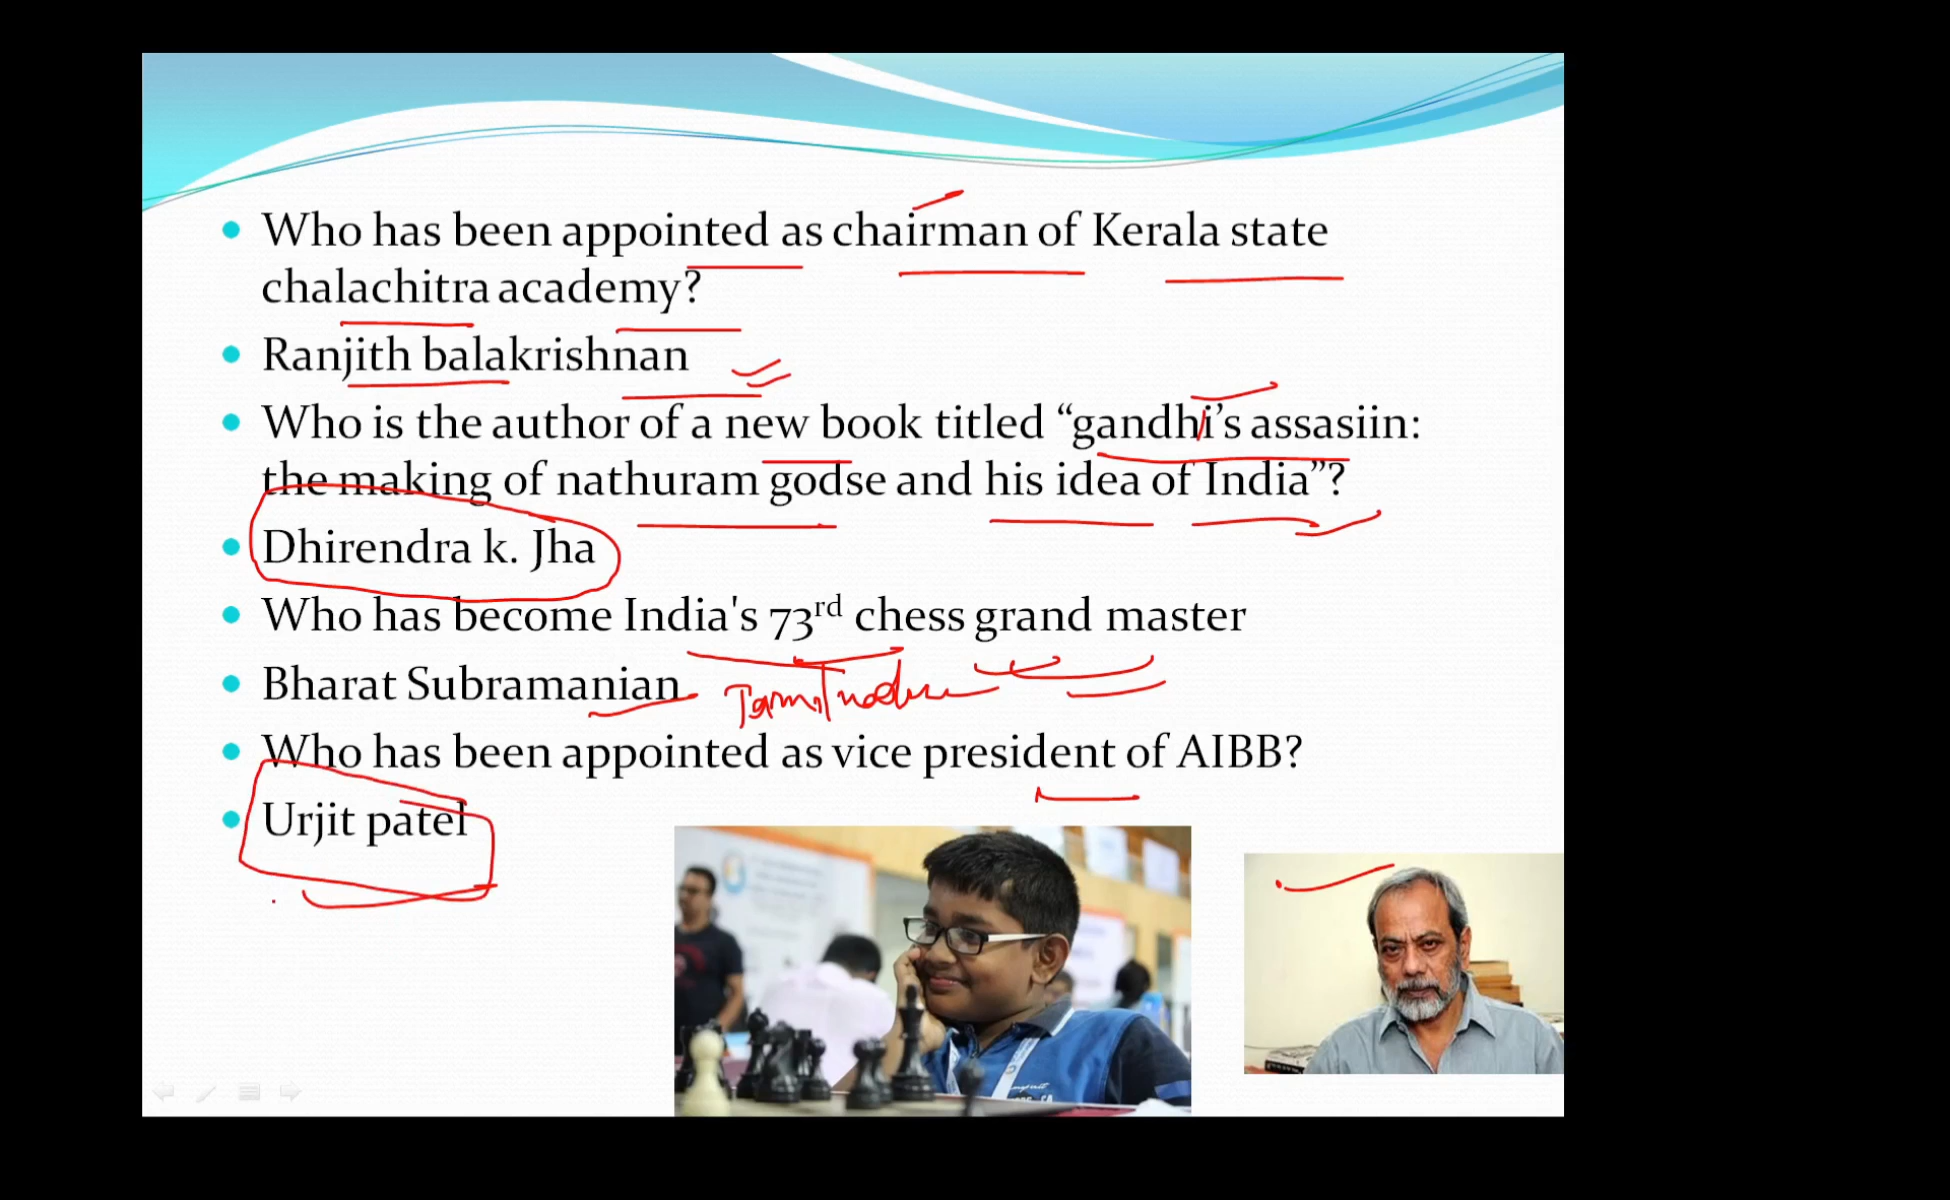 Who has been appointed as chairman of Kerala state
chalachitra academy?
Ranjith balakrishnan
Who is the author of a new book titled “gandhi’s assasiin:
the making of nathuram godse and his idea of India”?
Dhirendra k. Jha
Who has become India's 73rd chess grand master
Bharat Subramanian Tamil nadu
Who has been appointed as vice president of AIBB?
Urjit patel